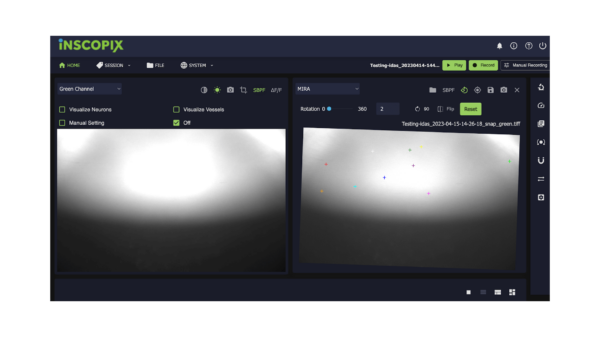 INSCOPIX
HOME SESSION FILE SYSTEM Testing-idas_20230414-144... Play Record Manual Recording
Green Channel SBPF ΔF/F MIRA SBPF
Visualize Neurons Visualize Vessels Rotation 0 360 2 90 Flip Reset
Manual Setting Off Testing-idas_2023-04-15-14-26-18_snap_green.tiff